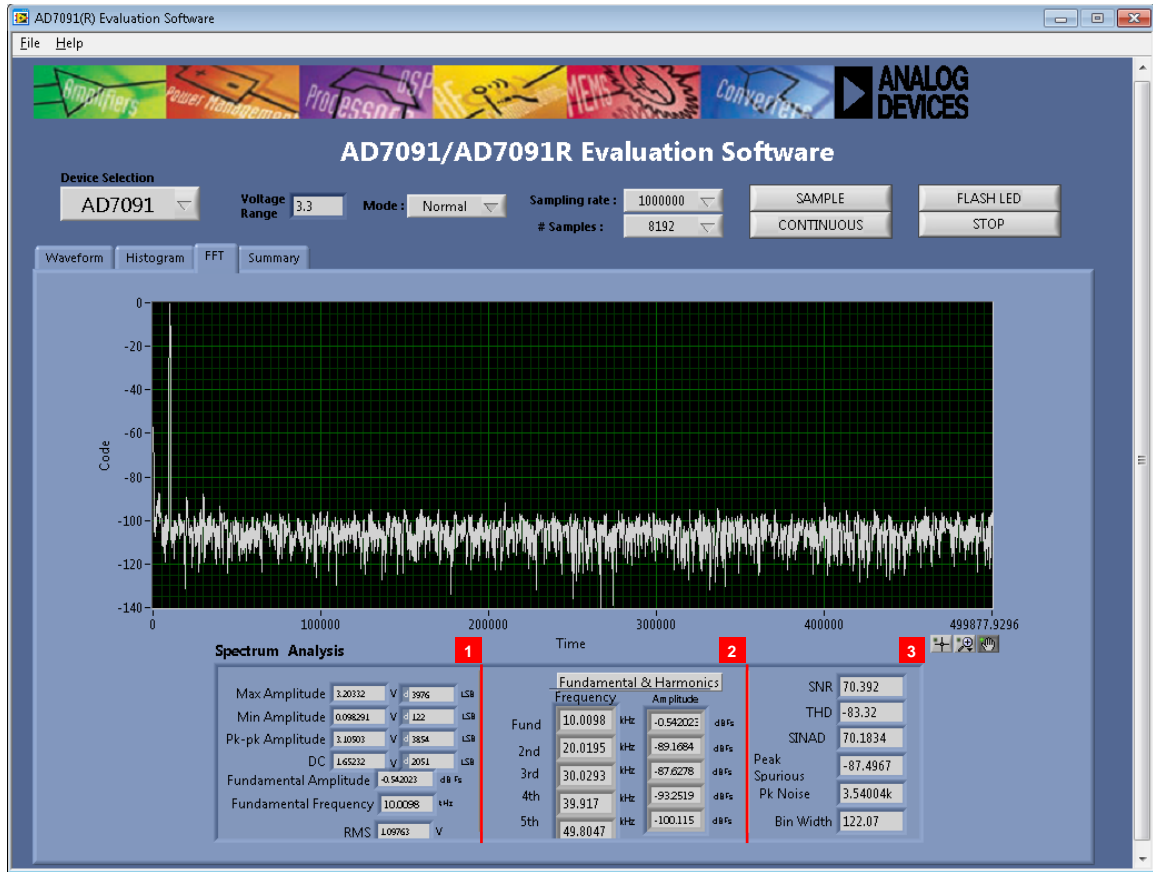 AD7091(R) Evaluation Software
File Help
Amplifiers Power Management Processors DSP RF MEMS Converters ANALOG DEVICES
AD7091/AD7091R Evaluation Software
Device Selection
AD7091
Voltage Range 3.3
Mode : Normal
Sampling rate : 1000000
# Samples : 8192
SAMPLE
CONTINUOUS
FLASH LED
STOP
Waveform Histogram FFT Summary
Code
0
-20
-40
-60
-80
-100
-120
-140
0 100000 200000 300000 400000 499877.9296
Time
Spectrum Analysis
1
Max Amplitude 3.20332 V d 3976 LSB
Min Amplitude 0.098291 V d 122 LSB
Pk-pk Amplitude 3.10503 V d 3854 LSB
DC 1.65232 V d 2051 LSB
Fundamental Amplitude -0.542023 dB Fs
Fundamental Frequency 10.0098 kHz
RMS 1.09763 V
2
Fundamental & Harmonics
Frequency Amplitude
Fund 10.0098 kHz -0.542023 dBFs
2nd 20.0195 kHz -89.1684 dBFs
3rd 30.0293 kHz -87.6278 dBFs
4th 39.917 kHz -93.2519 dBFs
5th 49.8047 kHz -100.115 dBFs
3
SNR 70.392
THD -83.32
SINAD 70.1834
Peak Spurious -87.4967
Pk Noise 3.54004k
Bin Width 122.07